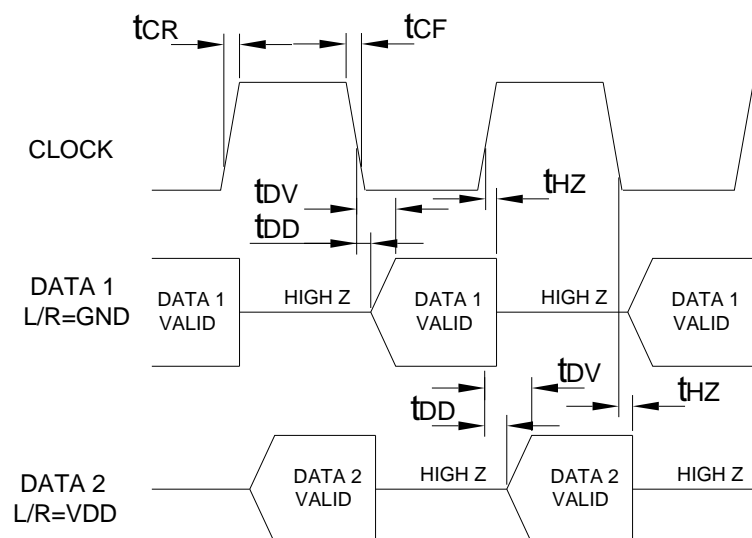 tCR tCF
CLOCK
tDV tHZ
tDD
DATA 1
L/R=GND
DATA 1
VALID
HIGH Z
DATA 1
VALID
HIGH Z
DATA 1
VALID
tDV
tDD tHZ
DATA 2
L/R=VDD
DATA 2
VALID
HIGH Z
DATA 2
VALID
HIGH Z